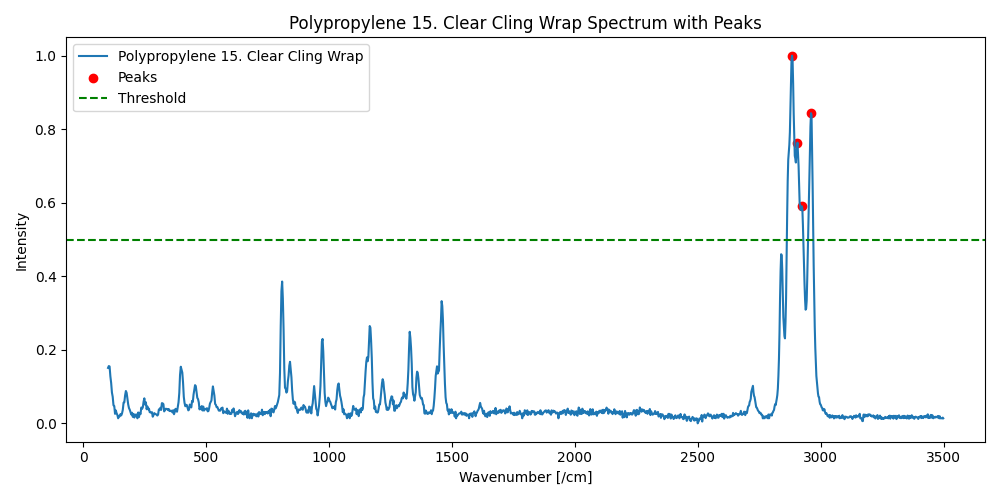 Polypropylene 15. Clear Cling Wrap Spectrum with Peaks
Polypropylene 15. Clear Cling Wrap
Peaks
Threshold
Intensity
1.0
0.8
0.6
0.4
0.2
0.0
0 500 1000 1500 2000 2500 3000 3500
Wavenumber [/cm]